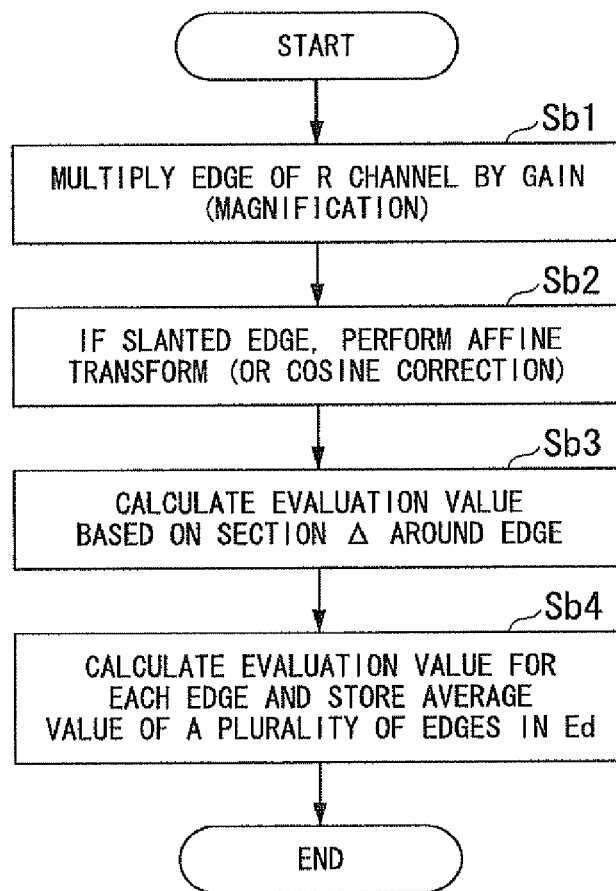 START
Sb1
MULTIPLY EDGE OF R CHANNEL BY GAIN
(MAGNIFICATION)
Sb2
IF SLANTED EDGE, PERFORM AFFINE
TRANSFORM (OR COSINE CORRECTION)
Sb3
CALCULATE EVALUATION VALUE
BASED ON SECTION Δ AROUND EDGE
Sb4
CALCULATE EVALUATION VALUE FOR
EACH EDGE AND STORE AVERAGE
VALUE OF A PLURALITY OF EDGES IN Ed
END